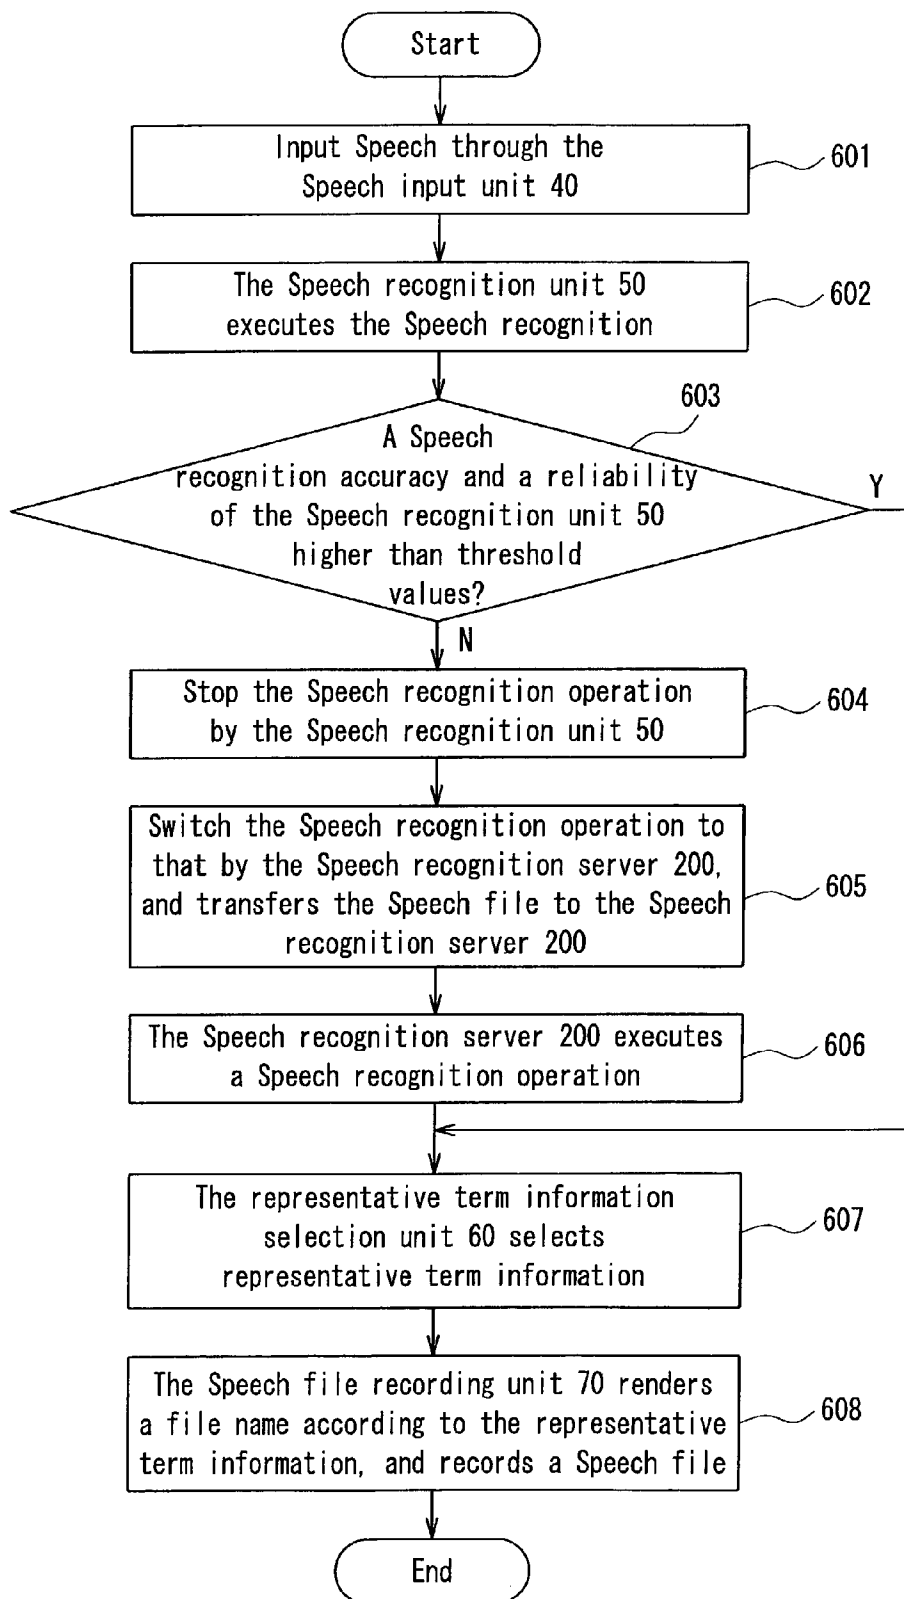 Start
Input Speech through the
Speech input unit 40
601
The Speech recognition unit 50
executes the Speech recognition
602
603
A Speech
recognition accuracy and a reliability
of the Speech recognition unit 50
higher than threshold
values?
Y
N
Stop the Speech recognition operation
by the Speech recognition unit 50
604
Switch the Speech recognition operation to
that by the Speech recognition server 200,
and transfers the Speech file to the Speech
recognition server 200
605
The Speech recognition server 200 executes
a Speech recognition operation
606
The representative term information
selection unit 60 selects
representative term information
607
The Speech file recording unit 70 renders
a file name according to the representative
term information, and records a Speech file
608
End